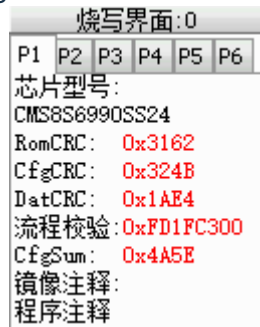 烧写界面:0
P1 P2 P3 P4 P5 P6
芯片型号:
CMS8S6990SS24
RomCRC: 0x3162
CfgCRC: 0x324B
DatCRC: 0x1AE4
流程校验:0xFD1FC300
CfgSum: 0x4A5E
镜像注释:
程序注释